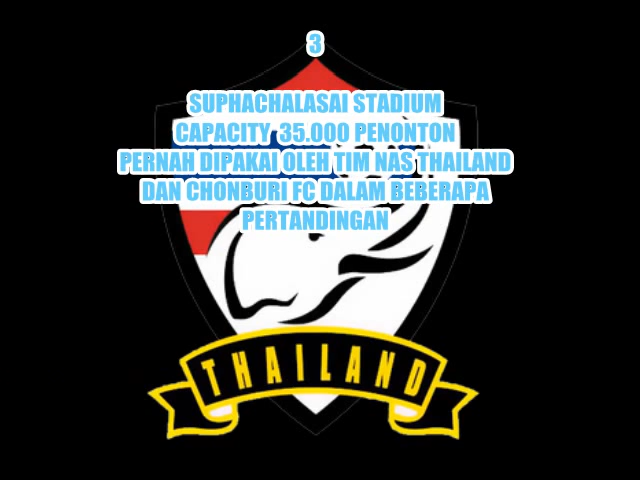 3
SUPHACHALASAI STADIUM
CAPACITY 35.000 PENONTON
PERNAH DIPAKAI OLEH TIM NAS THAILAND
DAN CHONBURI FC DALAM BEBERAPA
PERTANDINGAN
THAILAND